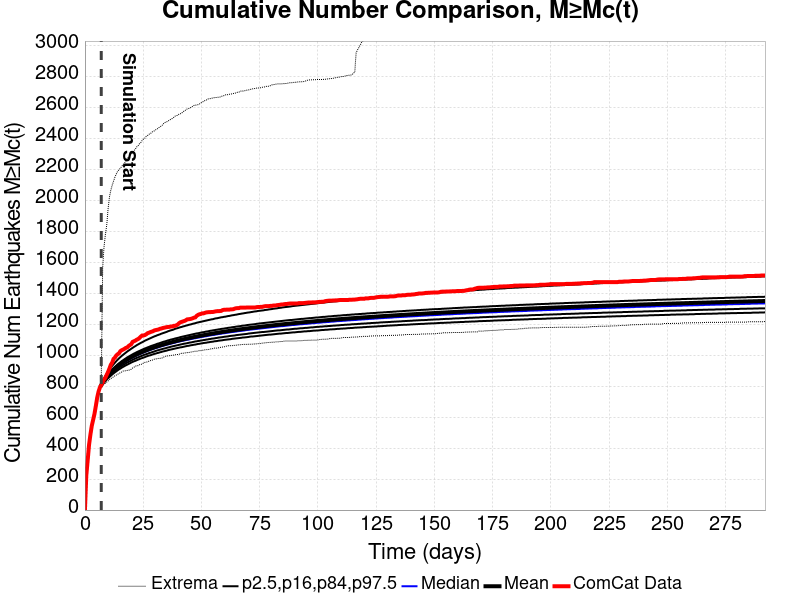 Cumulative Number Comparison, M≥Mc(t)
Cumulative Num Earthquakes M≥Mc(t)
3000
2800
2600
2400
2200
2000
1800
1600
1400
1200
1000
800
600
400
200
0
Simulation Start
0 25 50 75 100 125 150 175 200 225 250 275
Time (days)
Extrema p2.5,p16,p84,p97.5 Median Mean ComCat Data